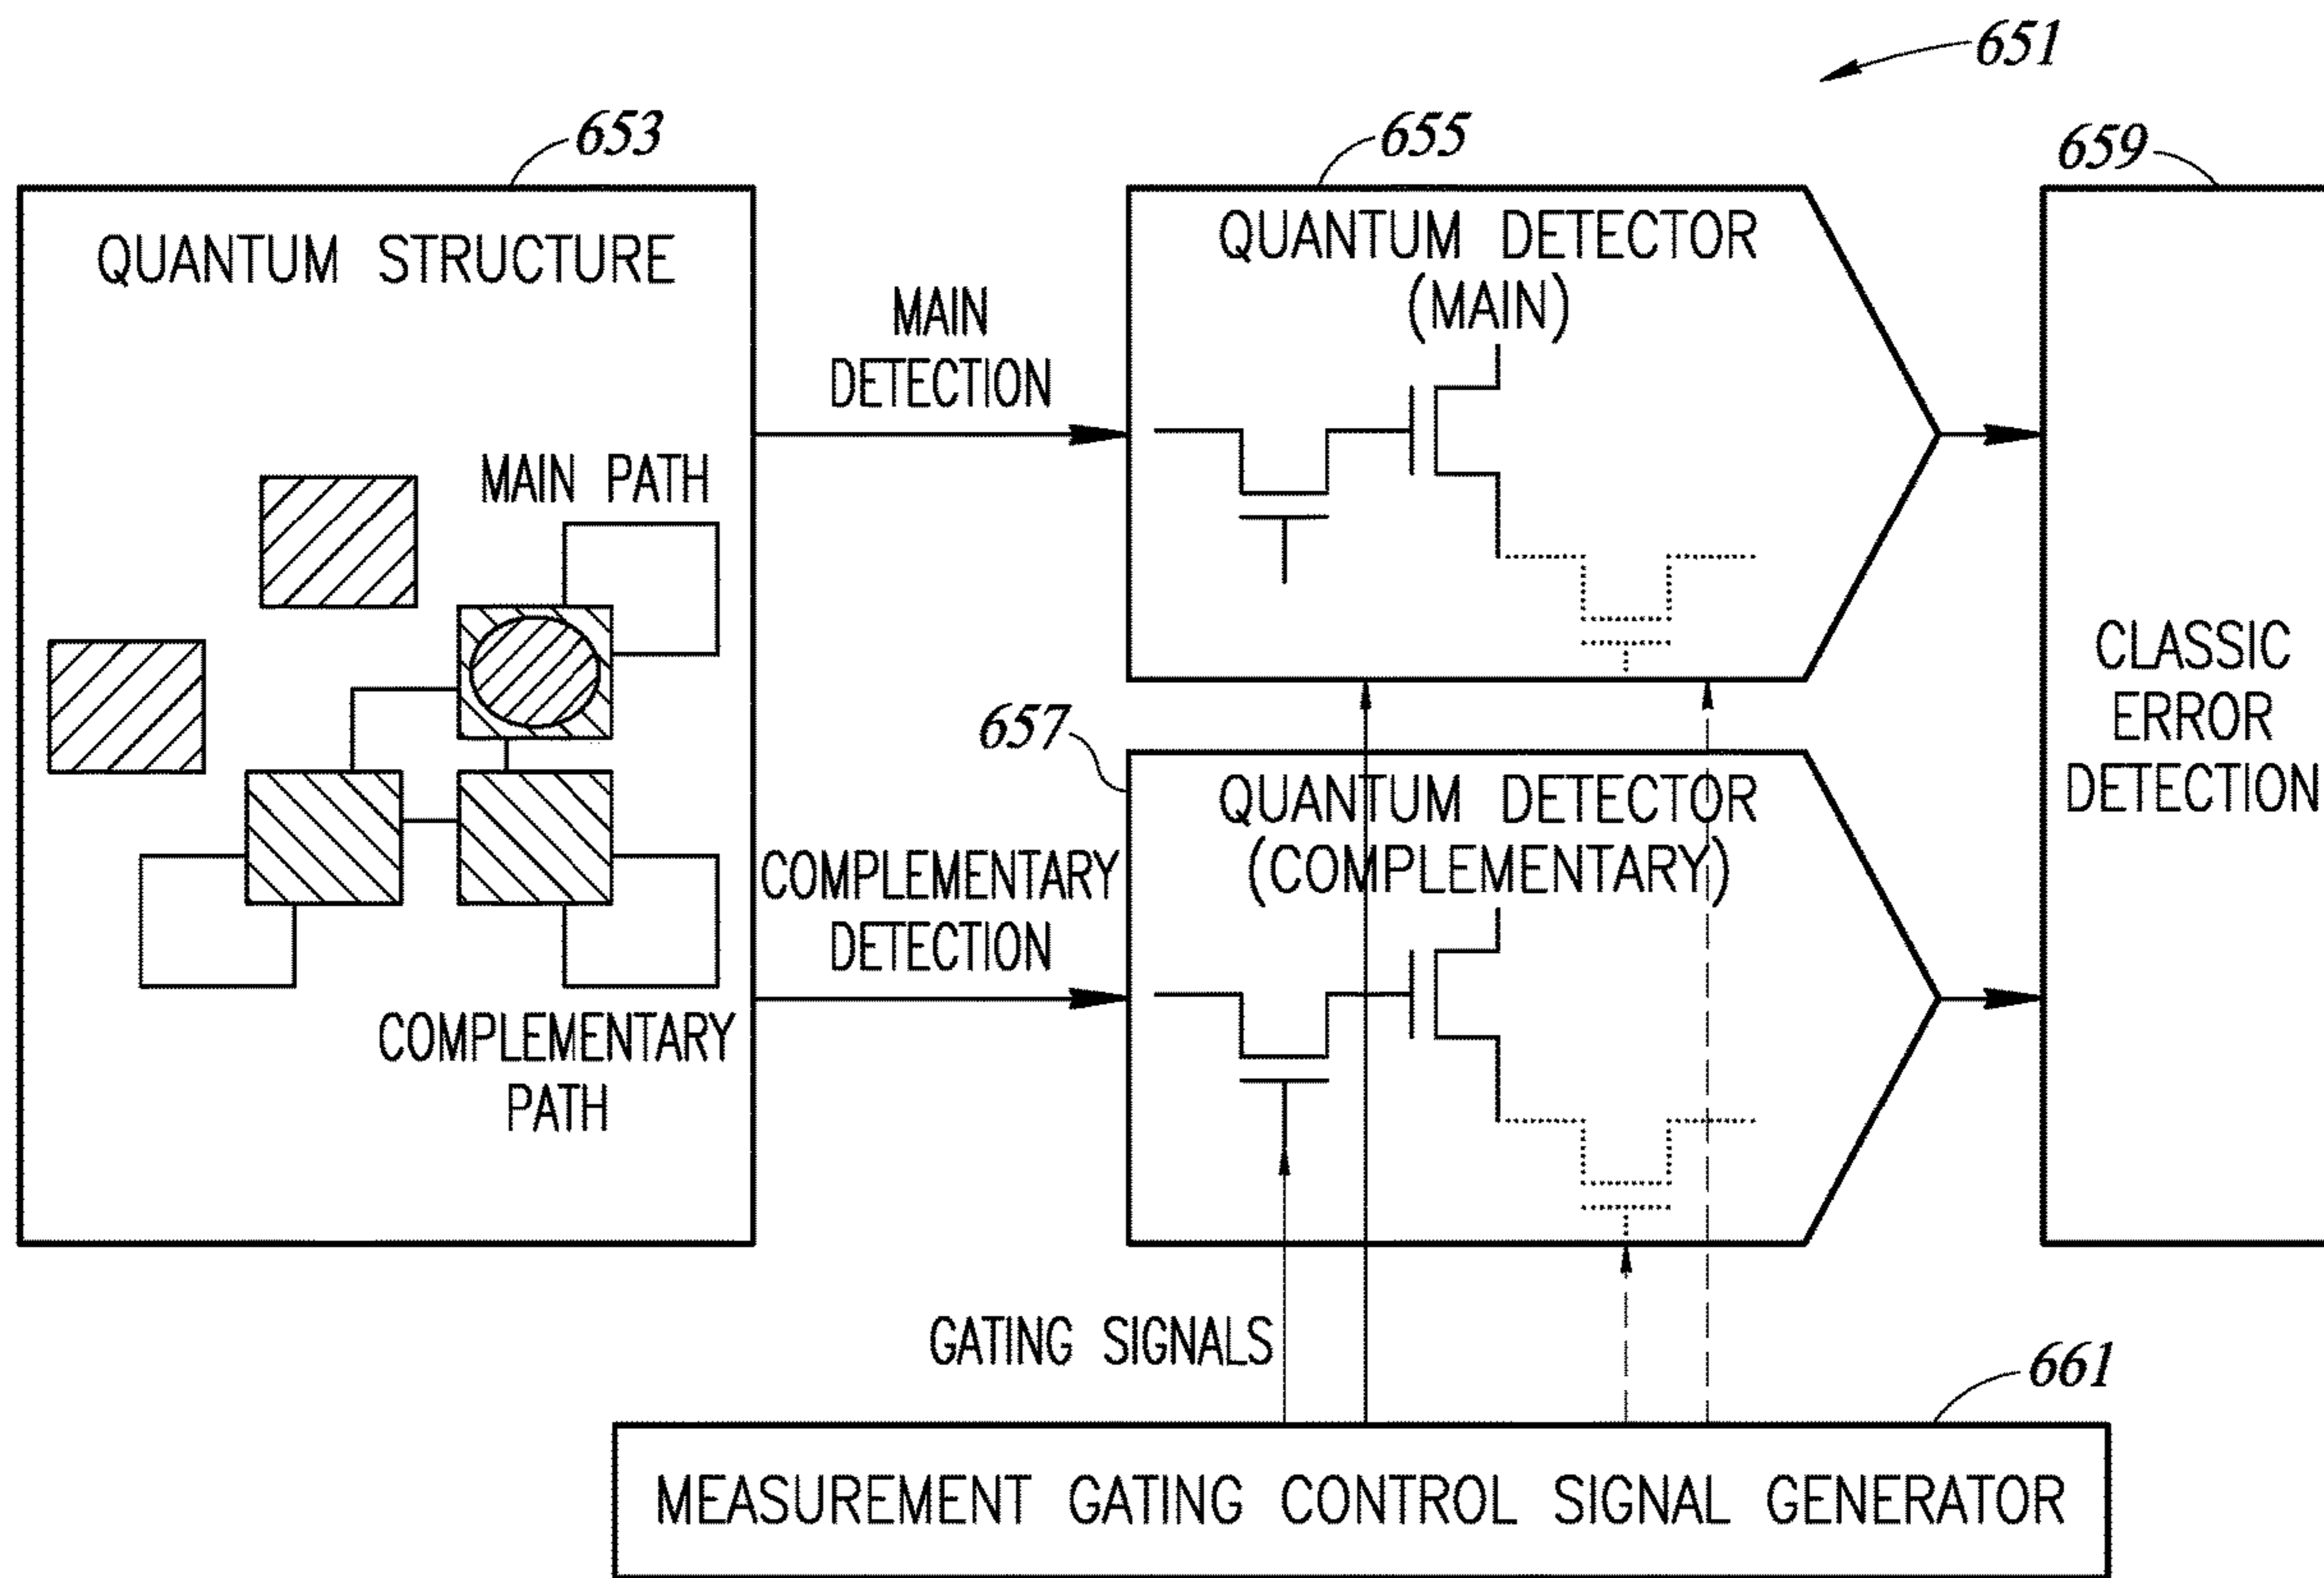 651
653
QUANTUM STRUCTURE
MAIN PATH
COMPLEMENTARY
PATH
MAIN
DETECTION
COMPLEMENTARY
DETECTION
655
QUANTUM DETECTOR
(MAIN)
657
QUANTUM DETECTOR
(COMPLEMENTARY)
659
CLASSIC
ERROR
DETECTION
GATING SIGNALS
661
MEASUREMENT GATING CONTROL SIGNAL GENERATOR